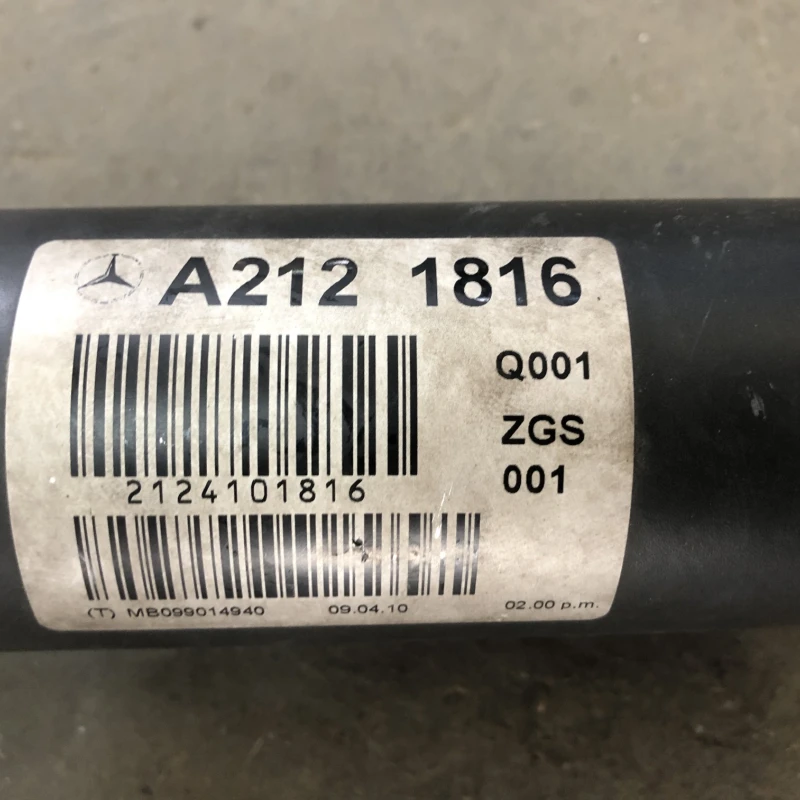 A212 1816
Q001
ZGS
001
2124101816
(T) MB099014940 09.04.10 02.00 p.m.